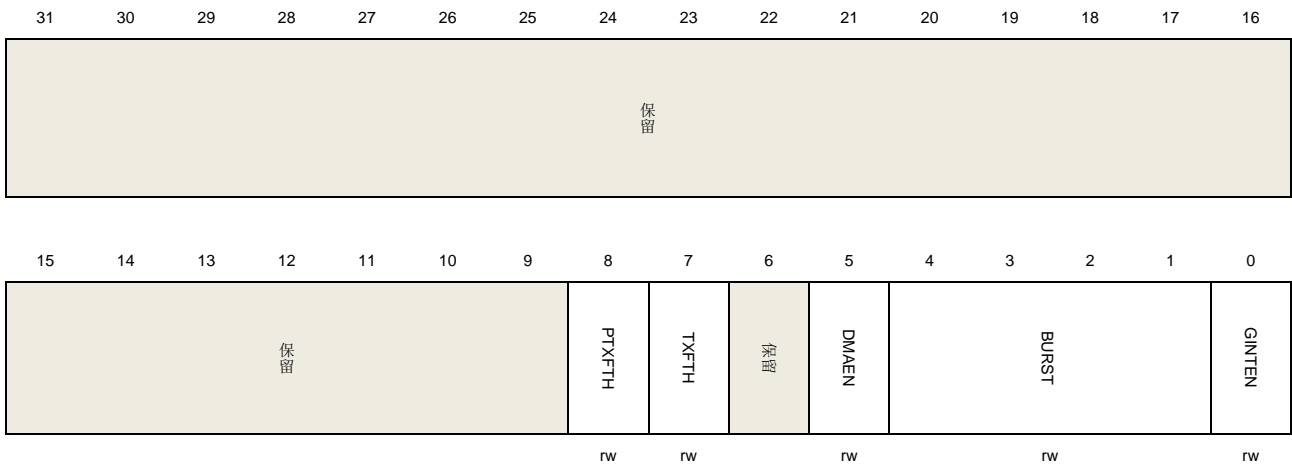 31 30 29 28 27 26 25 24 23 22 21 20 19 18 17 16
保留
15 14 13 12 11 10 9 8 7 6 5 4 3 2 1 0
保留 PTXFTH TXFTH 保留 DMAEN BURST GINTEN
rw rw rw rw rw